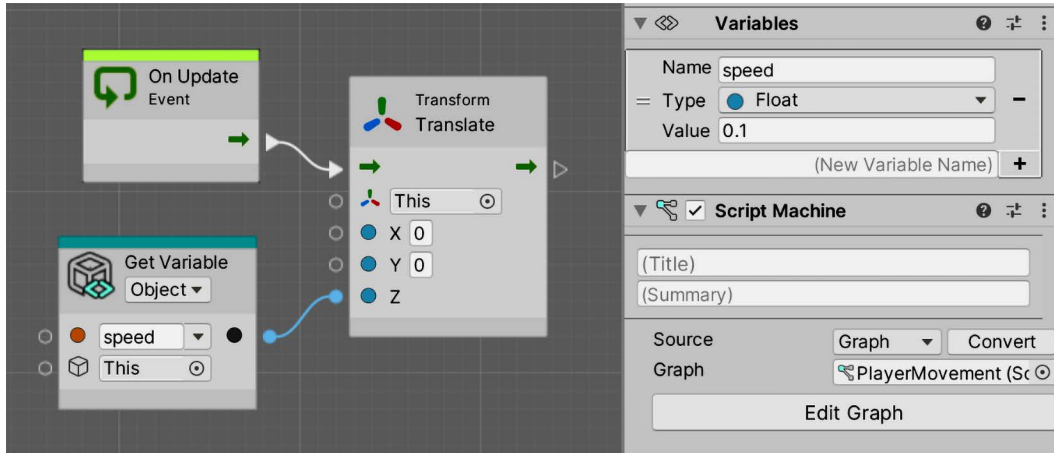 On Update
Event
Transform
Translate
This
X 0
Y 0
Z
Get Variable
Object
speed
This
Variables
Name speed
Type Float
Value 0.1
(New Variable Name)
Script Machine
(Title)
(Summary)
Source Graph Convert
Graph PlayerMovement (Sc
Edit Graph